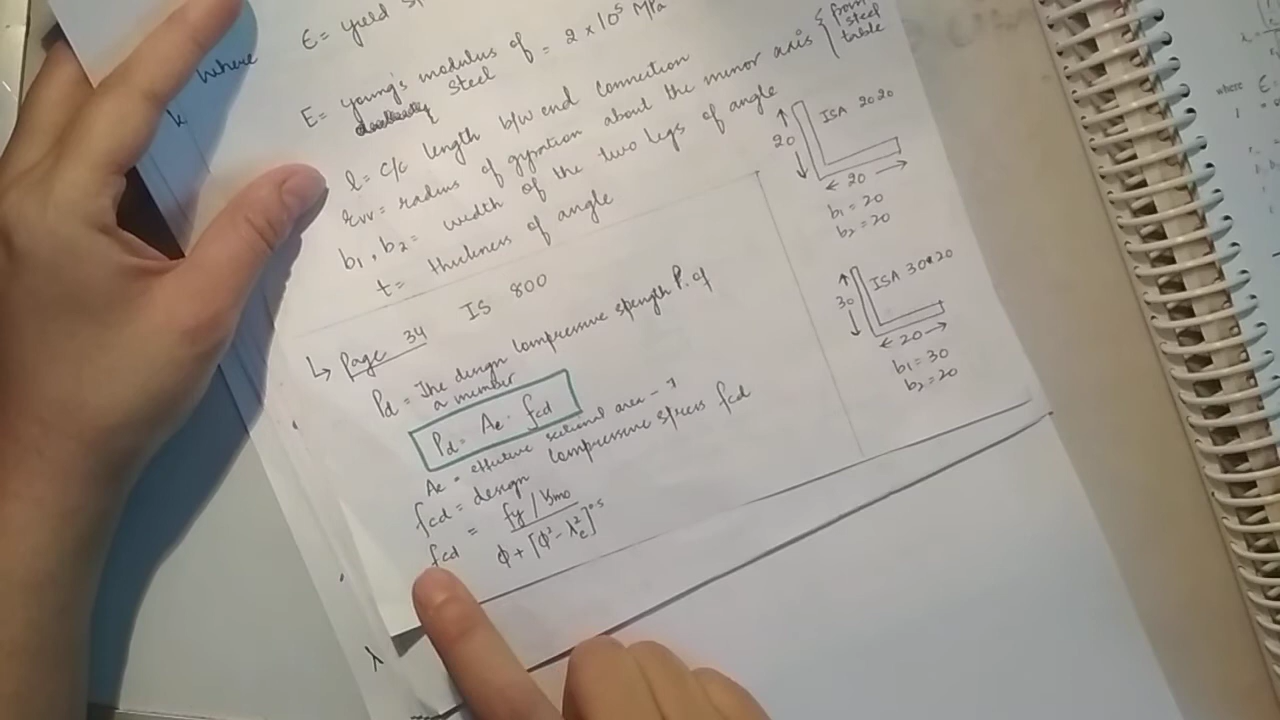 ε = yield
where
E = young's modulus of steel = 2 × 10⁵ MPa
l = c/c length b/w end connection
rvv = radius of gyration about the minor axis { from steel table
b₁, b₂ = width of the two legs of angle
t = thickness of angle
ISA 2020
20
← 20 →
b₁ = 20
b₂ = 20
ISA 30*20
30
← 20 →
b₁ = 30
b₂ = 20
↳ Page 34 IS 800
Pd = The design compressive strength P. of
a member
Pd = Ae · fcd
Ae = effective sectional area
fcd = design compressive stress fcd
fcd = fy / γmo
ϕ + [ϕ² - λe²]^0.5
λ
where